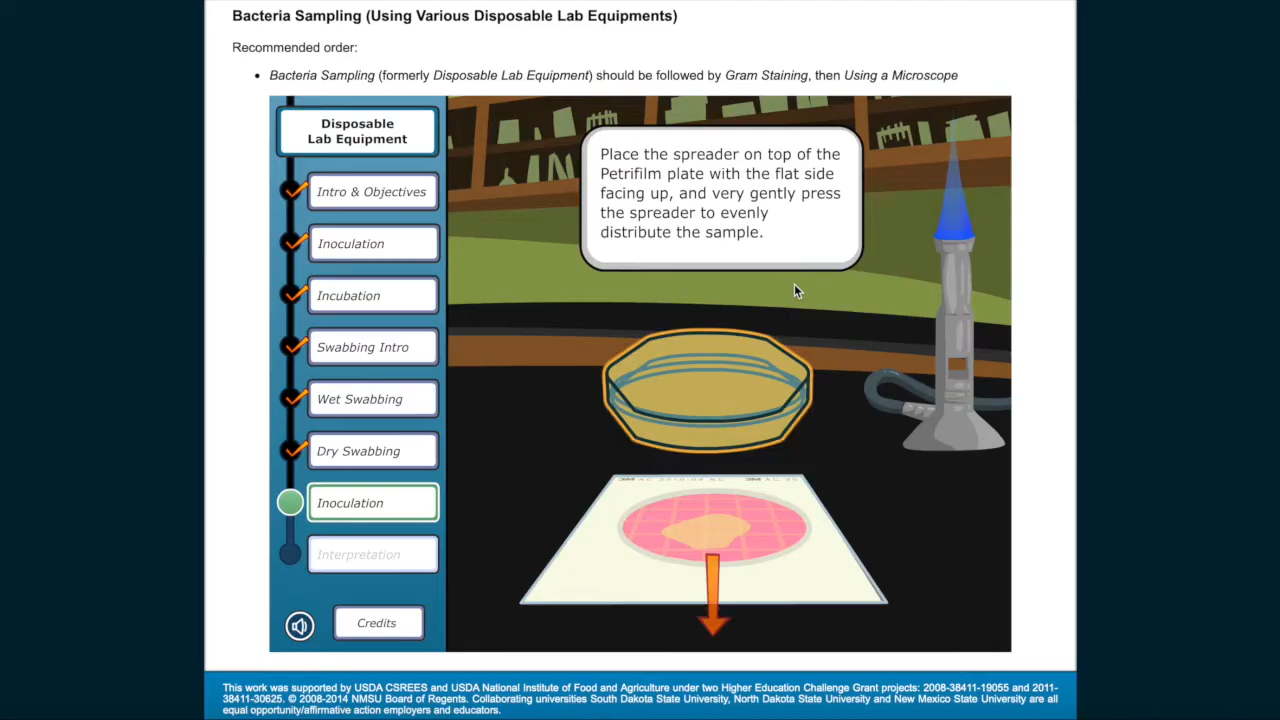 Bacteria Sampling (Using Various Disposable Lab Equipments)
Recommended order:
• Bacteria Sampling (formerly Disposable Lab Equipment) should be followed by Gram Staining, then Using a Microscope
Disposable
Lab Equipment
Intro & Objectives
Inoculation
Incubation
Swabbing Intro
Wet Swabbing
Dry Swabbing
Inoculation
Interpretation
Credits
Place the spreader on top of the
Petrifilm plate with the flat side
facing up, and very gently press
the spreader to evenly
distribute the sample.
3M AC
3M AC
This work was supported by USDA CSREES and USDA National Institute of Food and Agriculture under two Higher Education Challenge Grant projects: 2008-38411-19055 and 2011-
38411-30625. © 2008-2014 NMSU Board of Regents. Collaborating universities South Dakota State University, North Dakota State University and New Mexico State University are all
equal opportunity/affirmative action employers and educators.